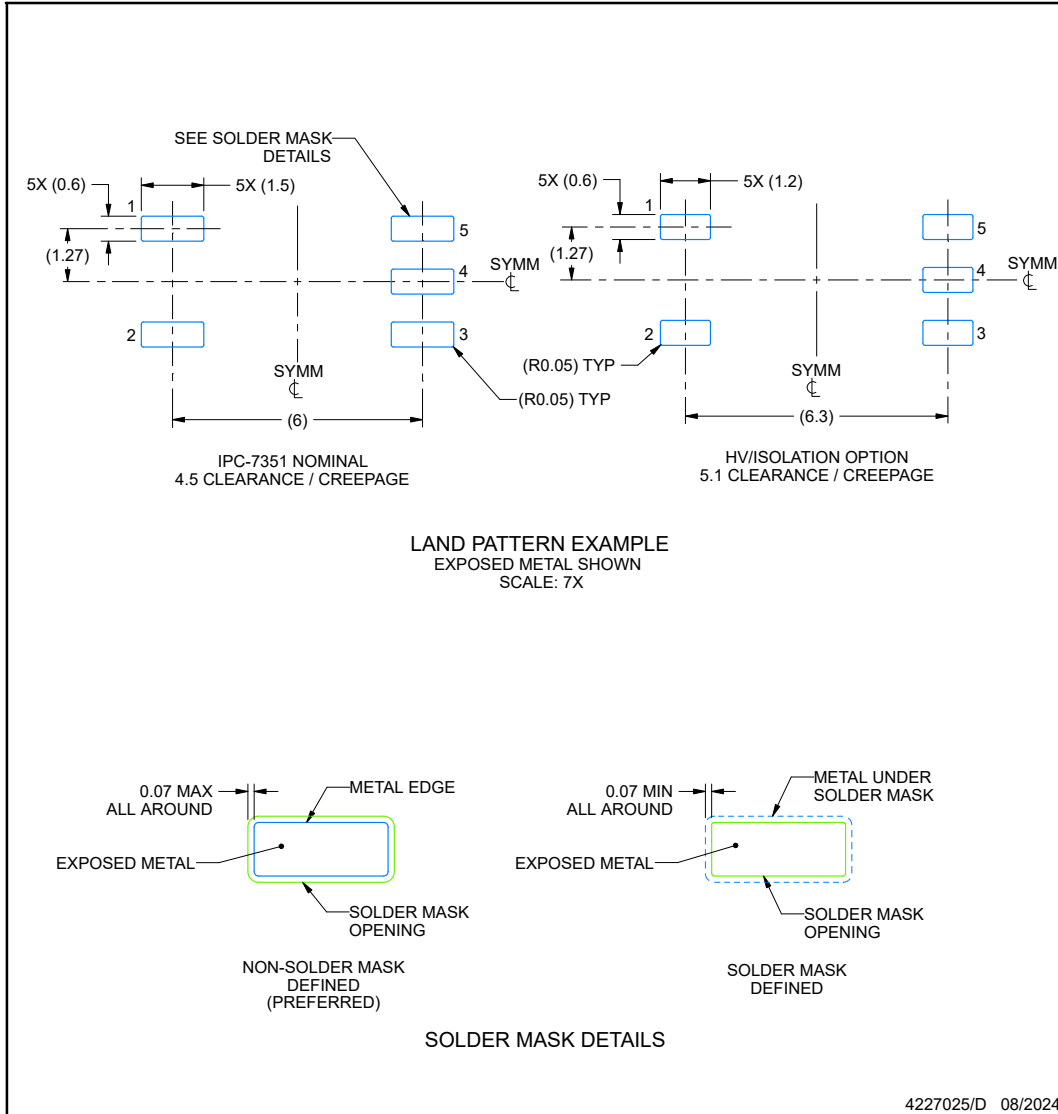 SEE SOLDER MASK
DETAILS
5X (0.6)
5X (1.5)
1
5
(1.27)
4
SYMM
℄
2
3
SYMM
℄
(R0.05) TYP
(6)
IPC-7351 NOMINAL
4.5 CLEARANCE / CREEPAGE
5X (0.6)
5X (1.2)
1
5
(1.27)
4
SYMM
℄
2
3
(R0.05) TYP
SYMM
℄
(6.3)
HV/ISOLATION OPTION
5.1 CLEARANCE / CREEPAGE
LAND PATTERN EXAMPLE
EXPOSED METAL SHOWN
SCALE: 7X
0.07 MAX
ALL AROUND
METAL EDGE
EXPOSED METAL
SOLDER MASK
OPENING
NON-SOLDER MASK
DEFINED
(PREFERRED)
0.07 MIN
ALL AROUND
METAL UNDER
SOLDER MASK
EXPOSED METAL
SOLDER MASK
OPENING
SOLDER MASK
DEFINED
SOLDER MASK DETAILS
4227025/D 08/2024